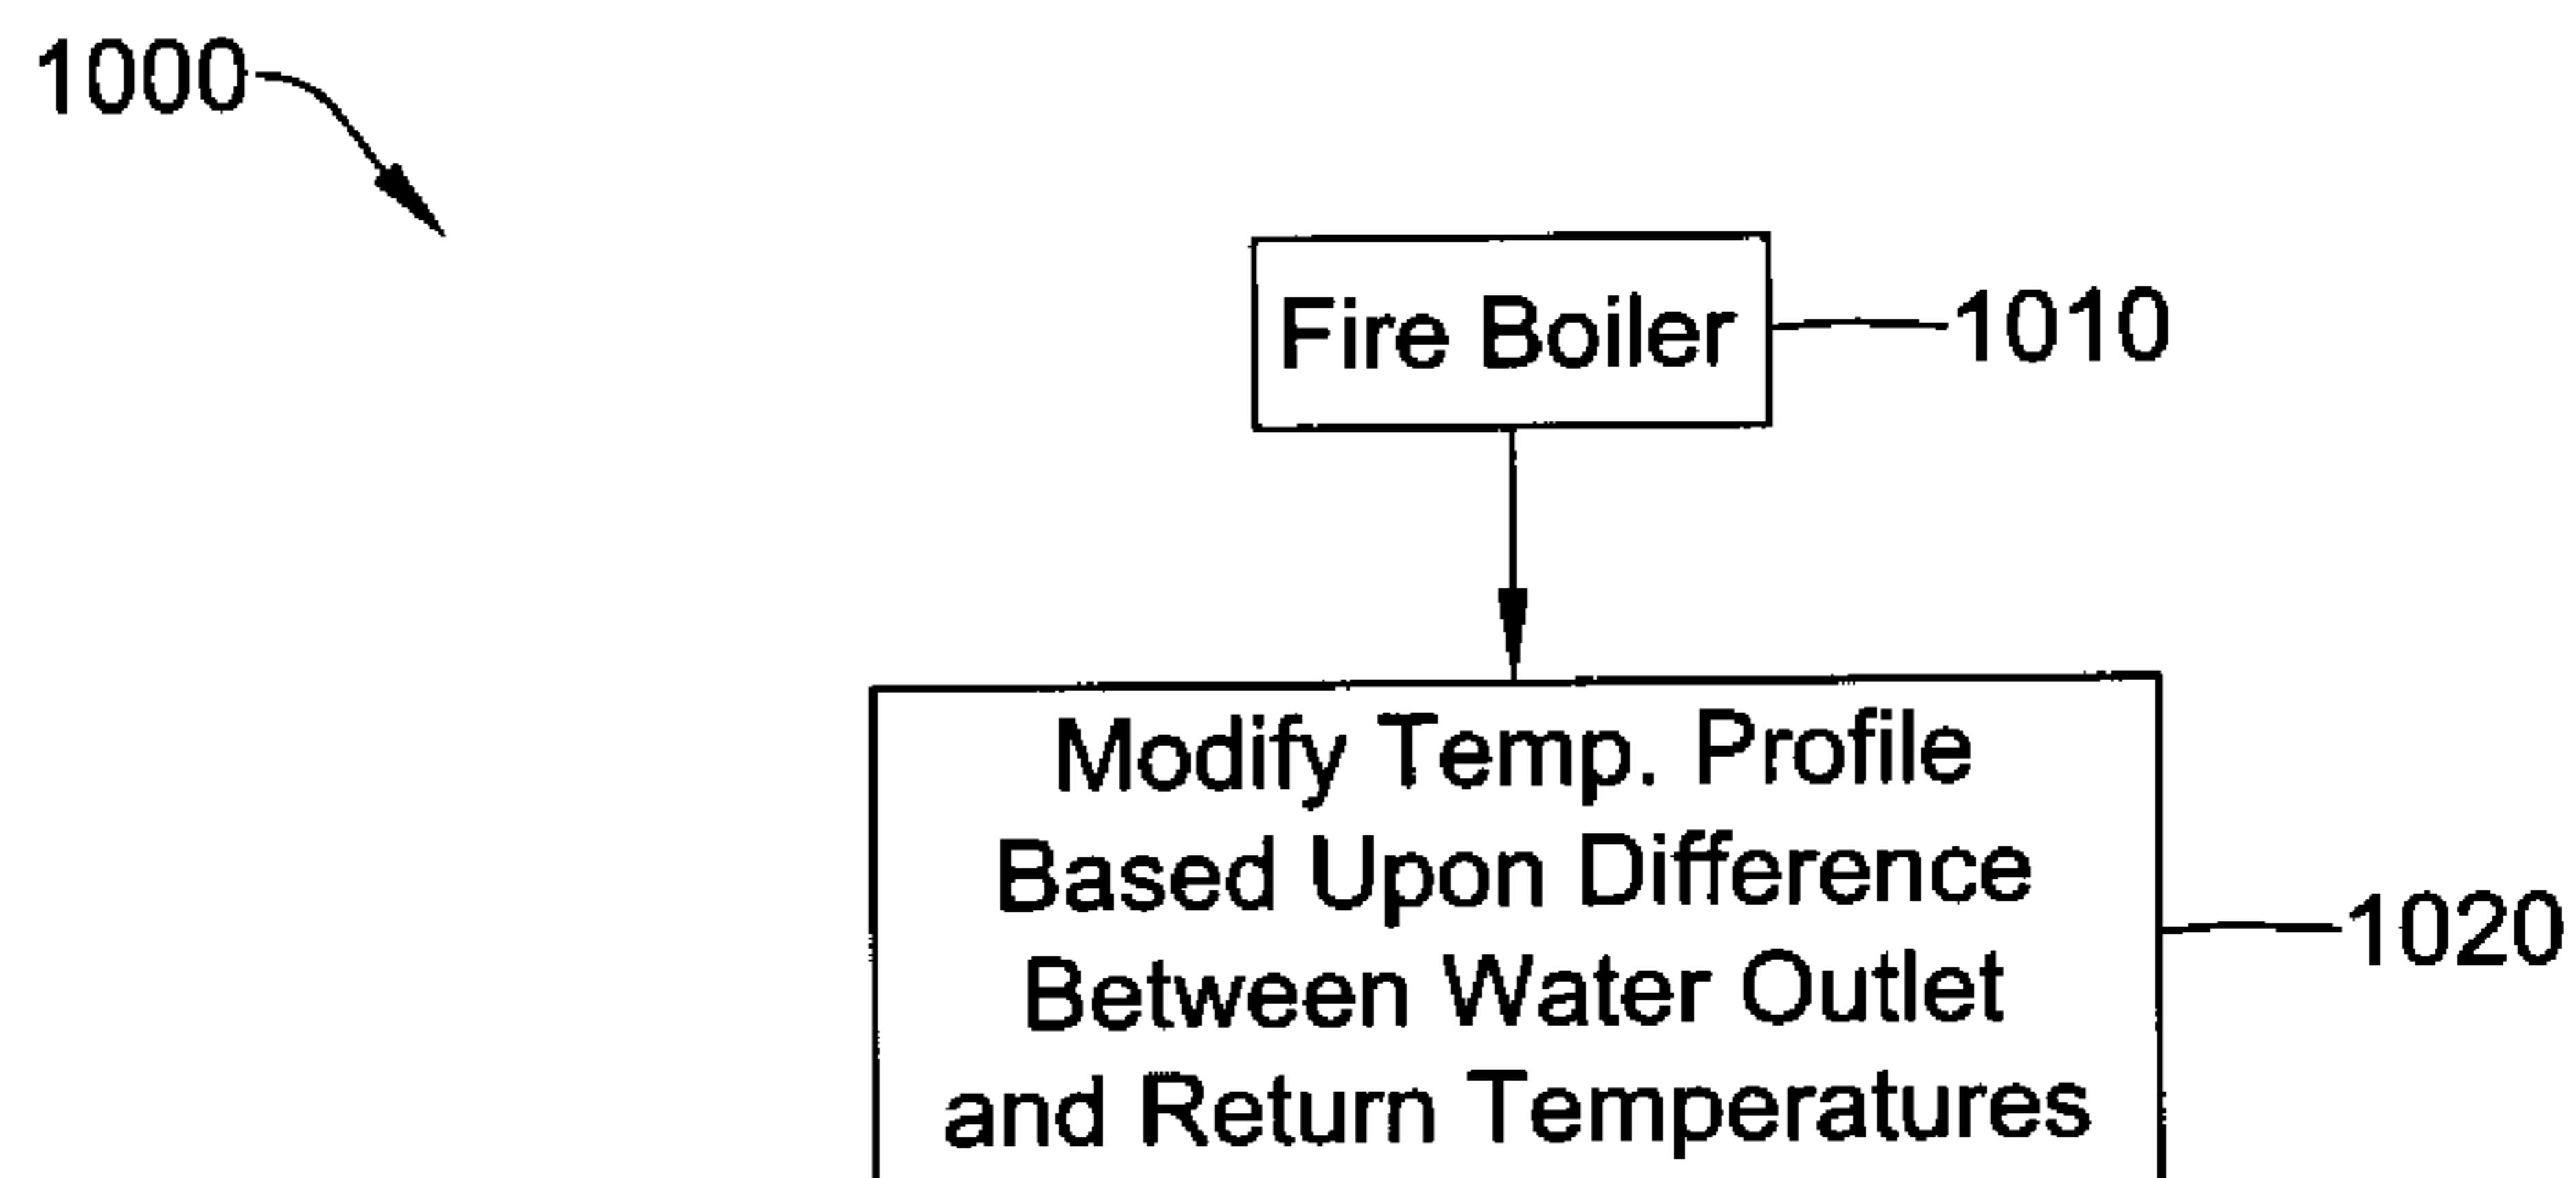 1000
Fire Boiler
1010
Modify Temp. Profile
Based Upon Difference
Between Water Outlet
and Return Temperatures
1020